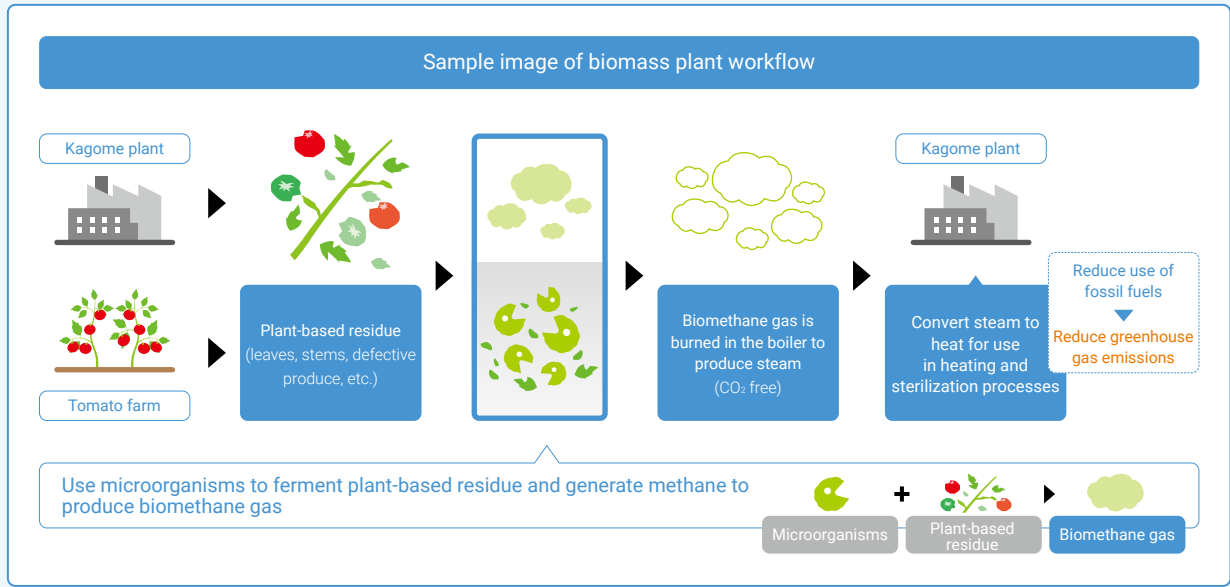 Sample image of biomass plant workflow
Kagome plant
Tomato farm
Plant-based residue
(leaves, stems, defective
produce, etc.)
Biomethane gas is
burned in the boiler to
produce steam
(CO₂ free)
Kagome plant
Convert steam to
heat for use
in heating and
sterilization processes
Reduce use of
fossil fuels
Reduce greenhouse
gas emissions
Use microorganisms to ferment plant-based residue and generate methane to
produce biomethane gas
Microorganisms
+
Plant-based
residue
Biomethane gas